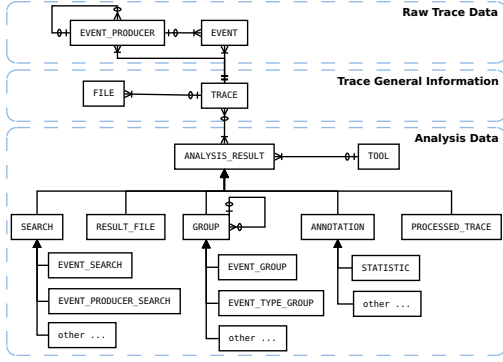 Raw Trace Data
EVENT_PRODUCER
EVENT
Trace General Information
FILE
TRACE
Analysis Data
ANALYSIS_RESULT
TOOL
SEARCH
RESULT_FILE
GROUP
ANNOTATION
PROCESSED_TRACE
EVENT_SEARCH
EVENT_GROUP
STATISTIC
EVENT_PRODUCER_SEARCH
EVENT_TYPE_GROUP
other ...
other ...
other ...